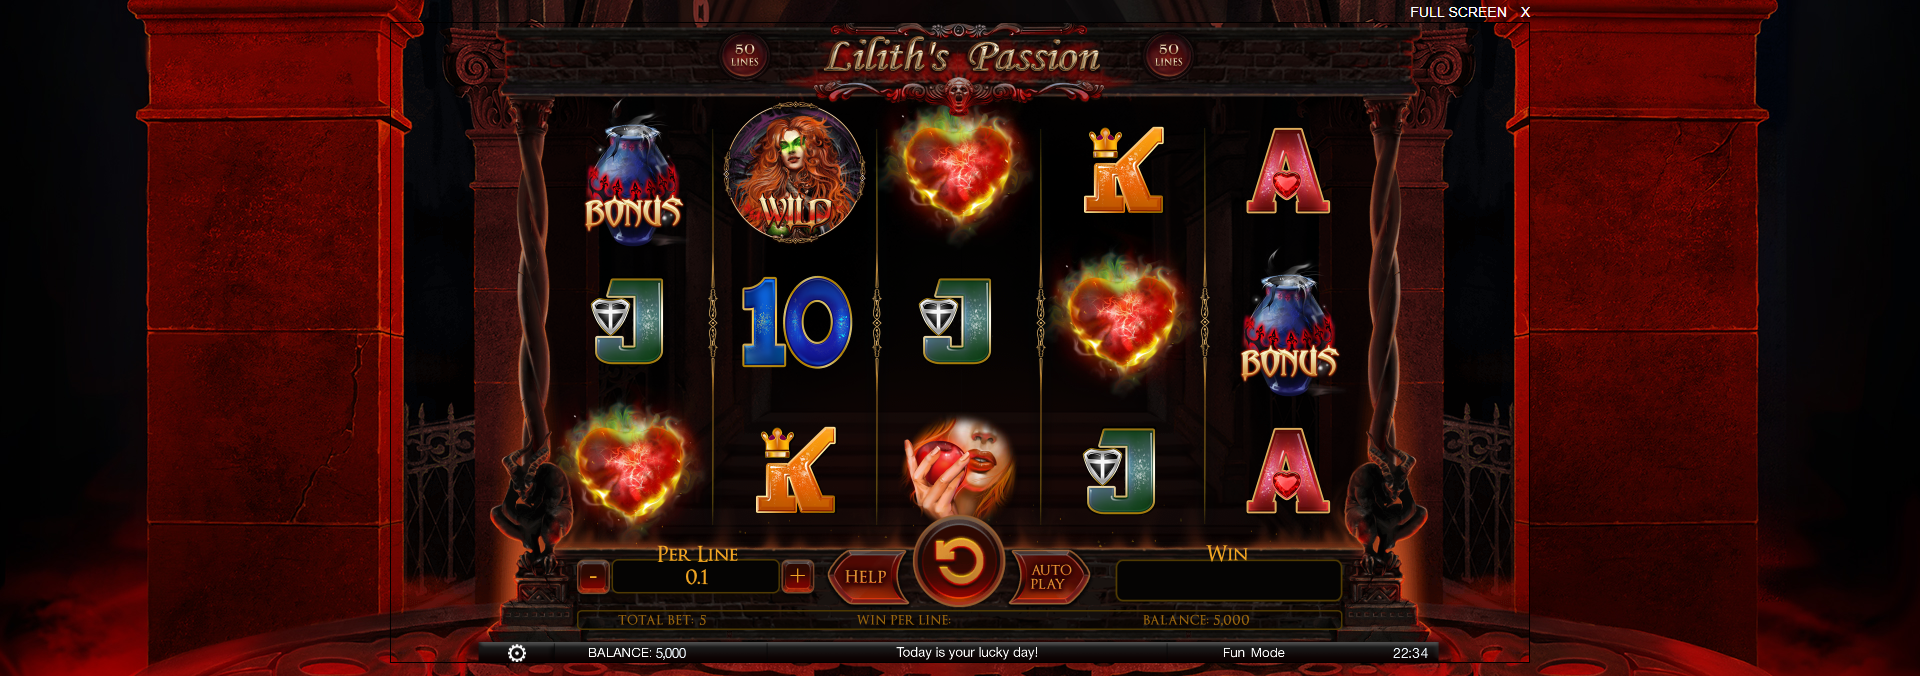 FULL SCREEN X
50 LINES
Lilith's Passion
50 LINES
BONUS
WILD
K
A
J
10
J
BONUS
K
J
A
PER LINE
WIN
- 0.1 +
HELP
AUTO PLAY
TOTAL BET: 5
WIN PER LINE:
BALANCE: 5,000
BALANCE: 5,000
Today is your lucky day!
Fun Mode
22:34